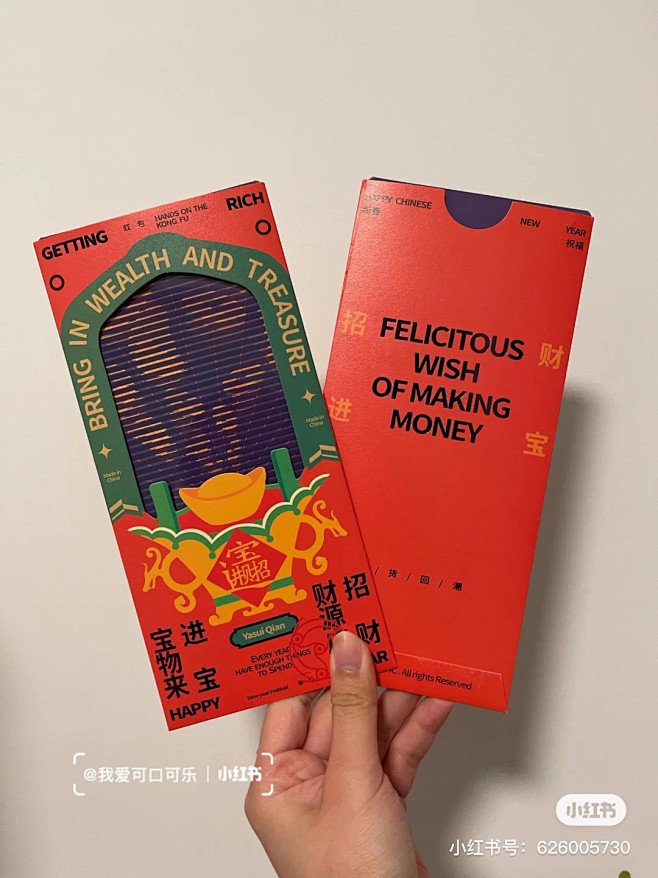 GETTING
红 包
HANDS ON THE
KONG FU
RICH
BRING IN WEALTH AND TREASURE
Made in
China
Made in
China
招财进宝
进宝
宝物来
HAPPY
Yasui Qian
EVERY YEAR
HAVE ENOUGH THINGS
TO SPEND
New year Festival
招财
财源
HAPPY CHINESE
新春
NEW
YEAR
祝福
招
财
进
宝
FELICITOUS
WISH
OF MAKING
MONEY
/ 货 / 回 / 潮
. All rights Reserved
@我爱可口可乐 | 小红书
小红书
小红书号: 626005730